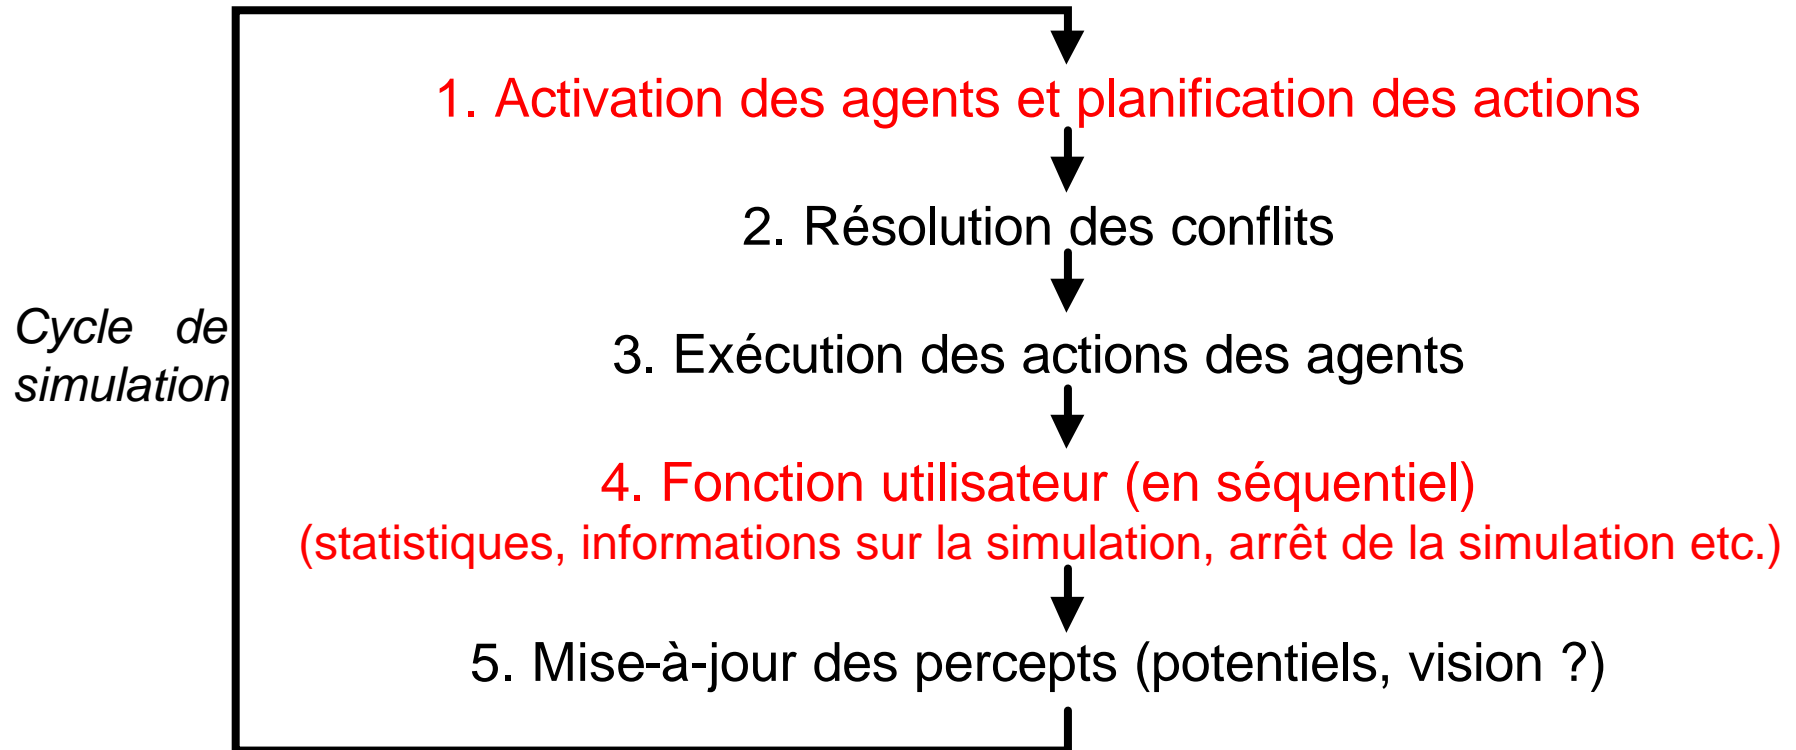 1. Activation des agents et planification des actions
2. Résolution des conflits
Cycle de
simulation
3. Exécution des actions des agents
4. Fonction utilisateur (en séquentiel)
(statistiques, informations sur la simulation, arrêt de la simulation etc.)
5. Mise-à-jour des percepts (potentiels, vision ?)